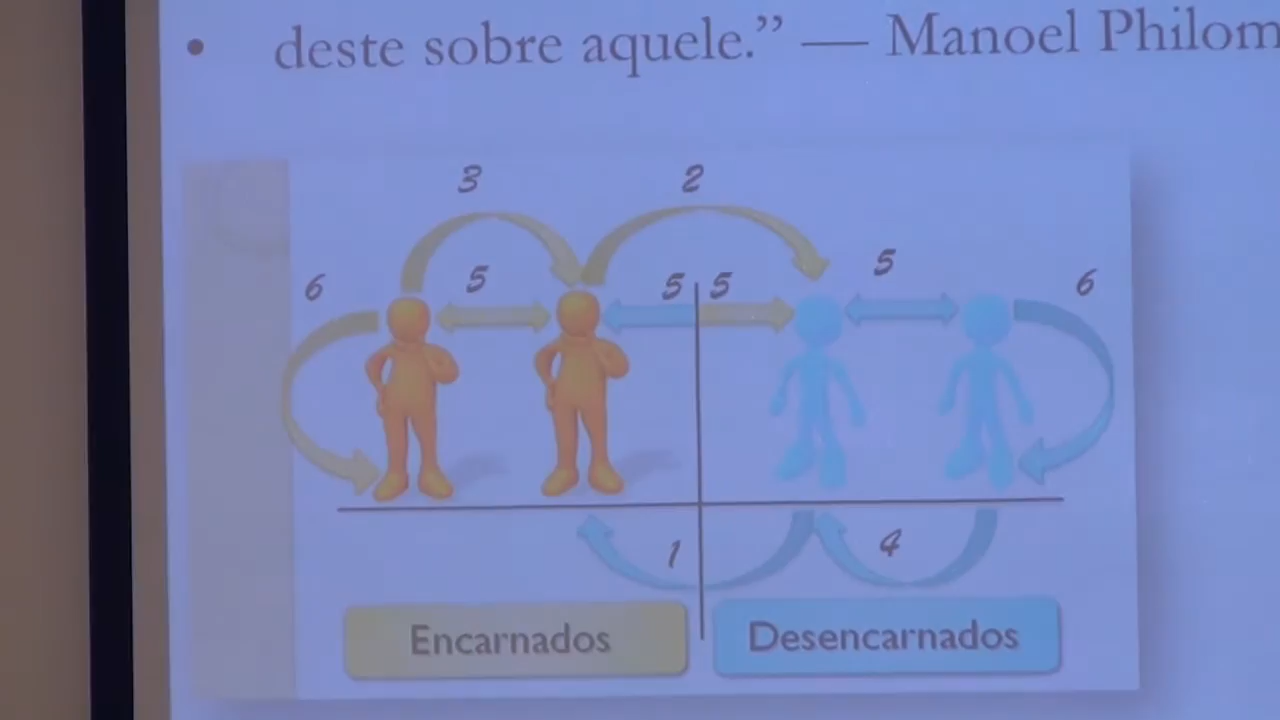 • deste sobre aquele.” — Manoel Philom
3 2
6 5 5 5 5 6
1 4
Encarnados Desencarnados